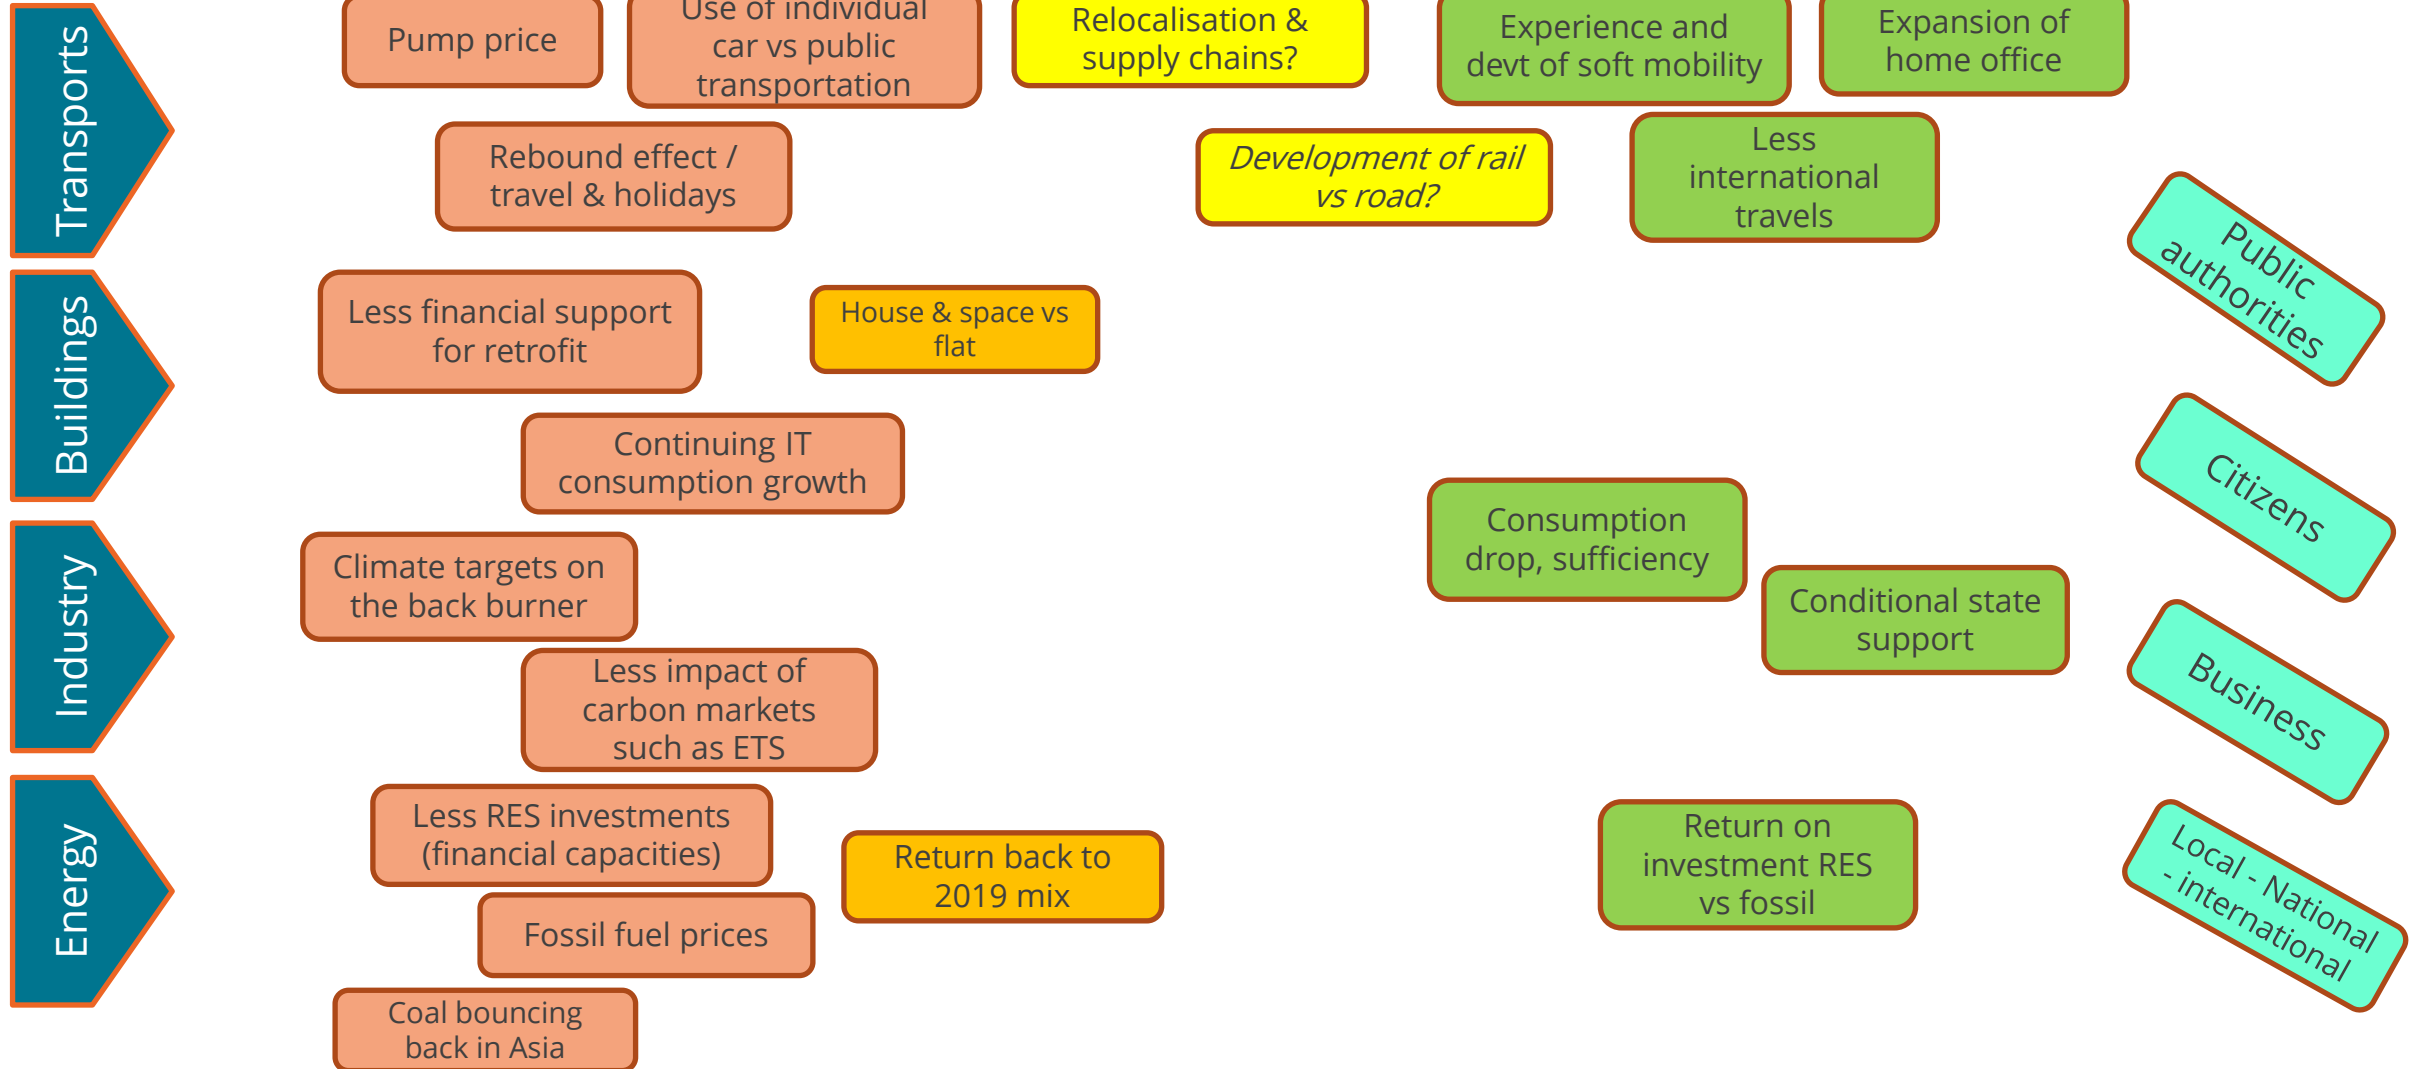 Transports
Pump price
Use of individual
car vs public
transportation
Relocalisation &
supply chains?
Experience and
devt of soft mobility
Expansion of
home office
Rebound effect /
travel & holidays
Development of rail
vs road?
Less
international
travels
Public
authorities
Buildings
Less financial support
for retrofit
House & space vs
flat
Continuing IT
consumption growth
Citizens
Industry
Climate targets on
the back burner
Consumption
drop, sufficiency
Conditional state
support
Less impact of
carbon markets
such as ETS
Business
Energy
Less RES investments
(financial capacities)
Return back to
2019 mix
Return on
investment RES
vs fossil
Local - National
- international
Fossil fuel prices
Coal bouncing
back in Asia